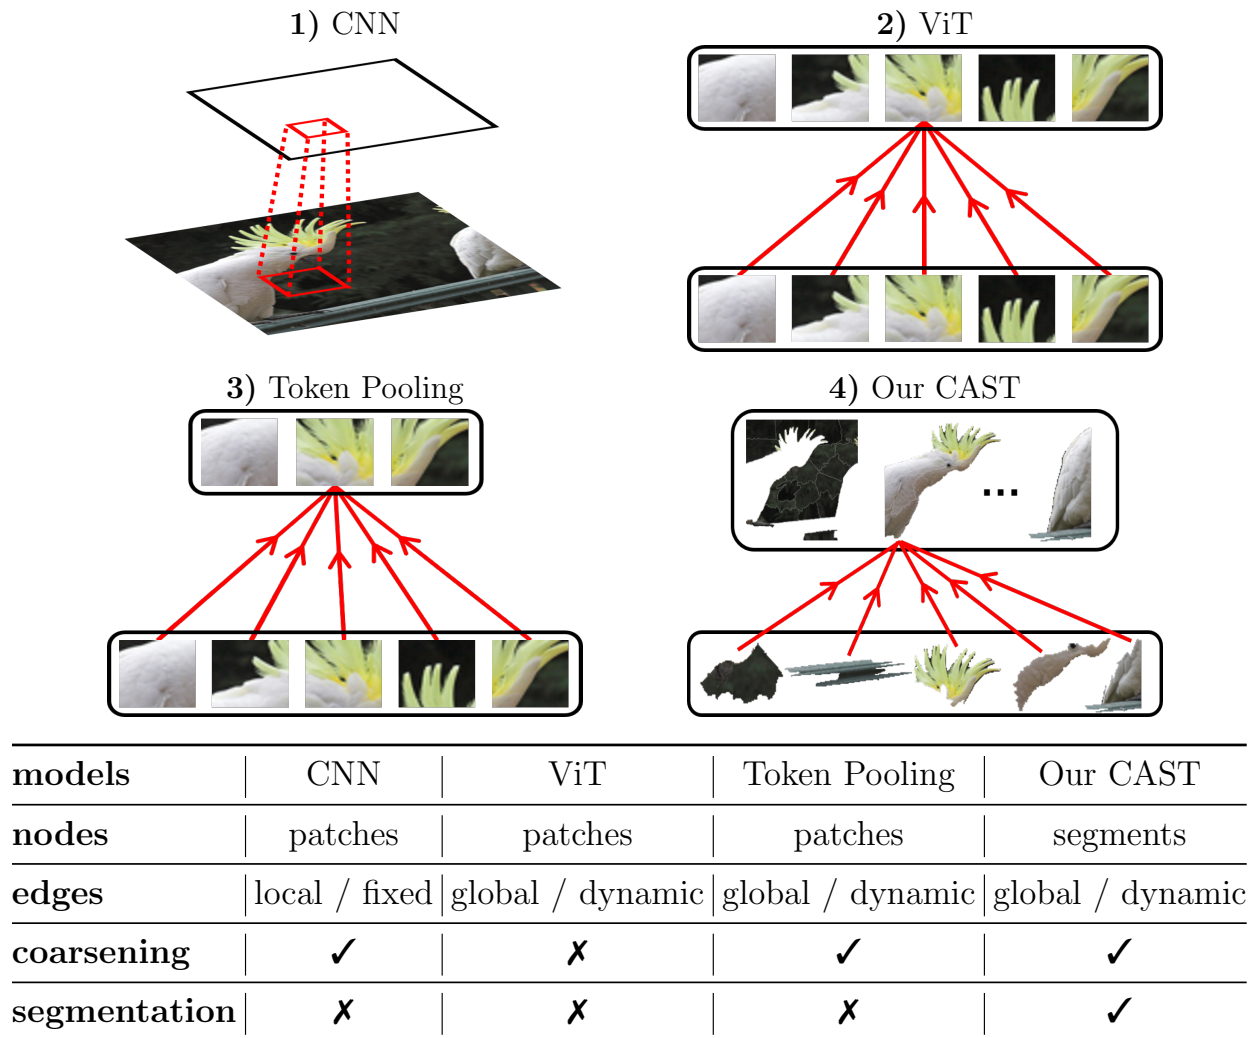 1) CNN
2) ViT
3) Token Pooling
4) Our CAST
...
models CNN ViT Token Pooling Our CAST
nodes patches patches patches segments
edges local / fixed global / dynamic global / dynamic global / dynamic
coarsening ✓ ✗ ✓ ✓
segmentation ✗ ✗ ✗ ✓